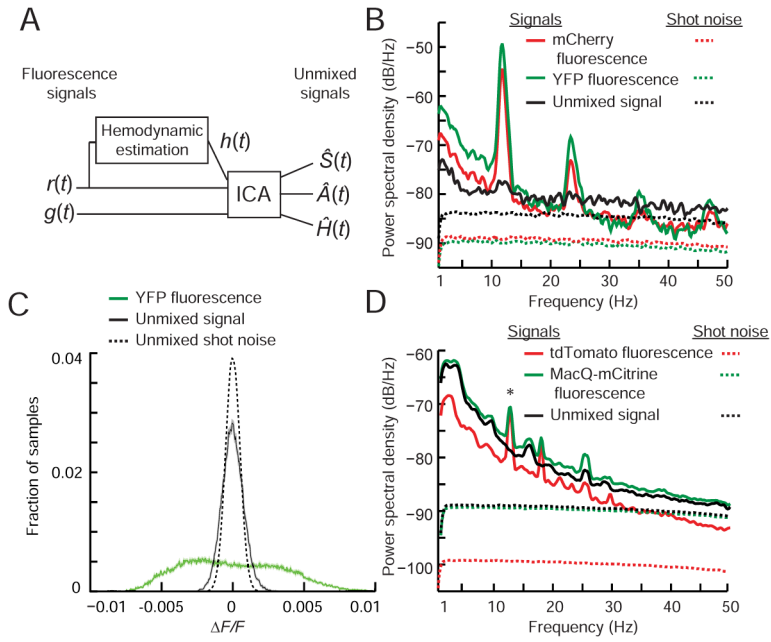 A
Fluorescence
signals
Unmixed
signals
Hemodynamic
estimation
h(t)
r(t)
g(t)
ICA
Ŝ(t)
Â(t)
Ĥ(t)
B
Signals
Shot noise
mCherry
fluorescence
YFP fluorescence
Unmixed signal
Power spectral density (dB/Hz)
−50
−60
−70
−80
−90
1
10
20
30
40
50
Frequency (Hz)
C
YFP fluorescence
Unmixed signal
Unmixed shot noise
Fraction of samples
0.04
0.02
0
−0.01
-0.005
0
0.005
0.01
ΔF/F
D
Signals
Shot noise
tdTomato fluorescence
MacQ-mCitrine
fluorescence
Unmixed signal
*
Power spectral density (dB/Hz)
−60
−70
−80
−90
−100
1
10
20
30
40
50
Frequency (Hz)